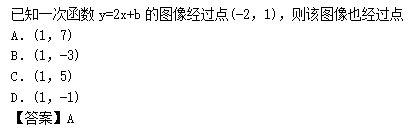 已知一次函数 y=2x+b 的图像经过点(-2, 1), 则该图像也经过点
A. (1, 7)
B. (1, -3)
C. (1, 5)
D. (1, -1)
【答案】A